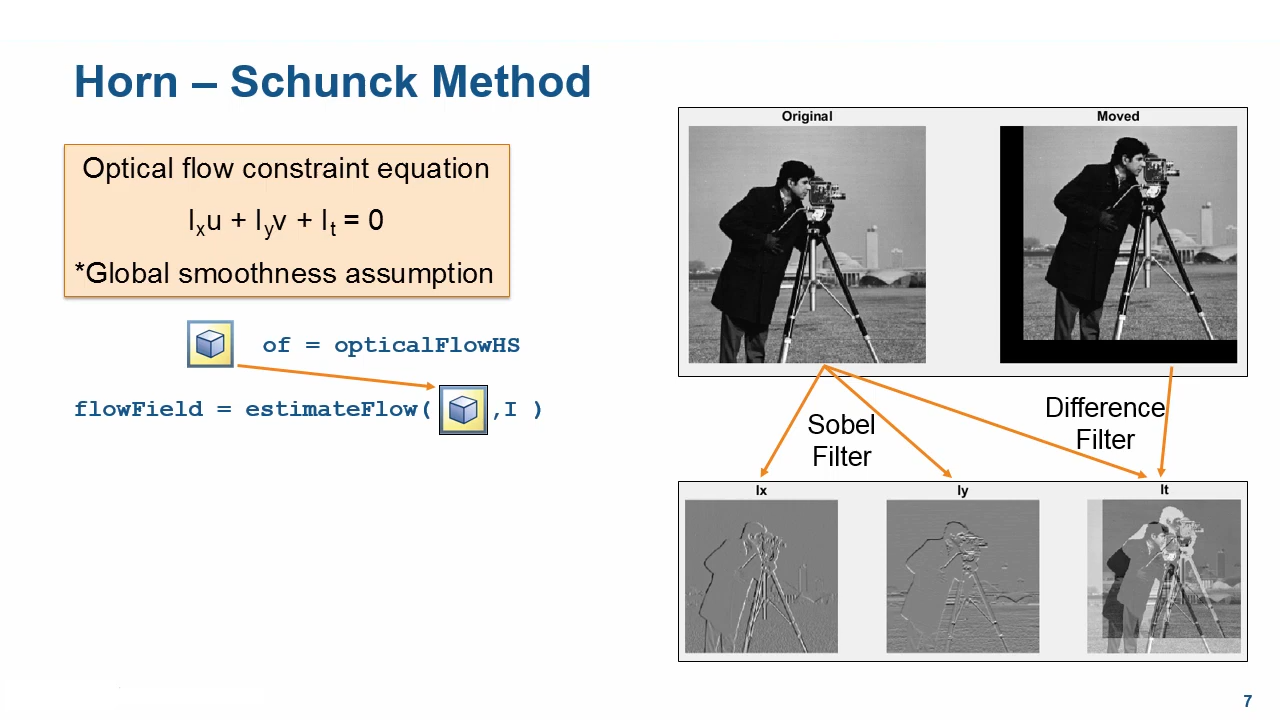 Horn – Schunck Method
Optical flow constraint equation
Iₓu + Iᵧv + Iₜ = 0
*Global smoothness assumption
of = opticalFlowHS
flowField = estimateFlow( ,I )
Original
Moved
Sobel
Filter
Difference
Filter
Ix
Iy
It
7